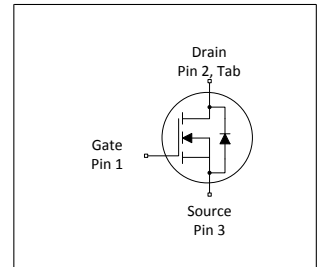 Drain
Pin 2, Tab
Gate
Pin 1
Source
Pin 3